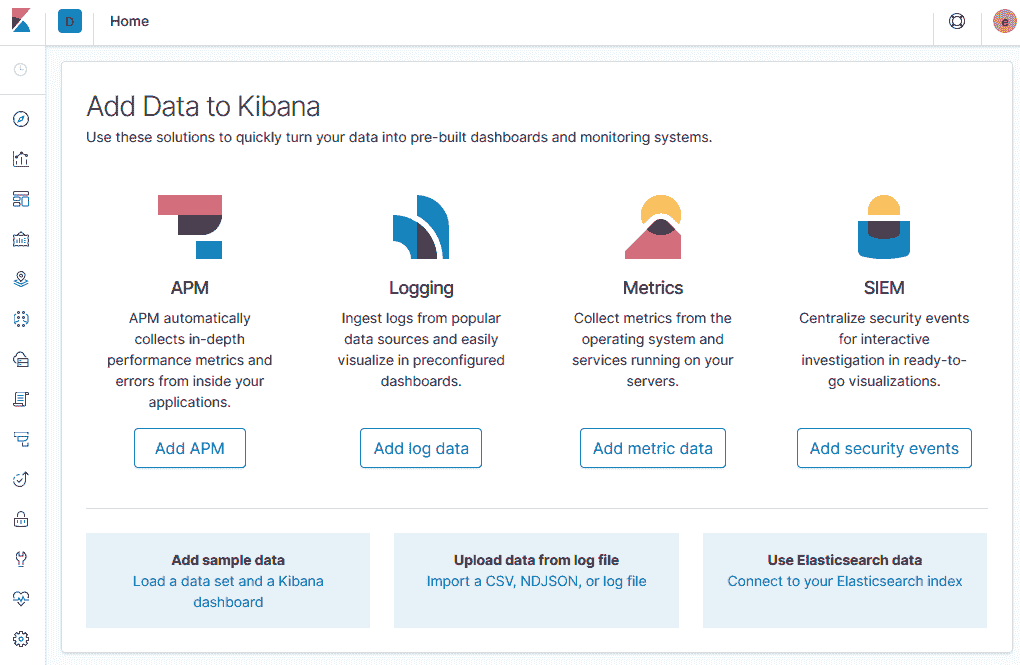 D
Home
e
Add Data to Kibana
Use these solutions to quickly turn your data into pre-built dashboards and monitoring systems.
APM
APM automatically
collects in-depth
performance metrics and
errors from inside your
applications.
Add APM
Logging
Ingest logs from popular
data sources and easily
visualize in preconfigured
dashboards.
Add log data
Metrics
Collect metrics from the
operating system and
services running on your
servers.
Add metric data
SIEM
Centralize security events
for interactive
investigation in ready-to-
go visualizations.
Add security events
Add sample data
Load a data set and a Kibana
dashboard
Upload data from log file
Import a CSV, NDJSON, or log file
Use Elasticsearch data
Connect to your Elasticsearch index